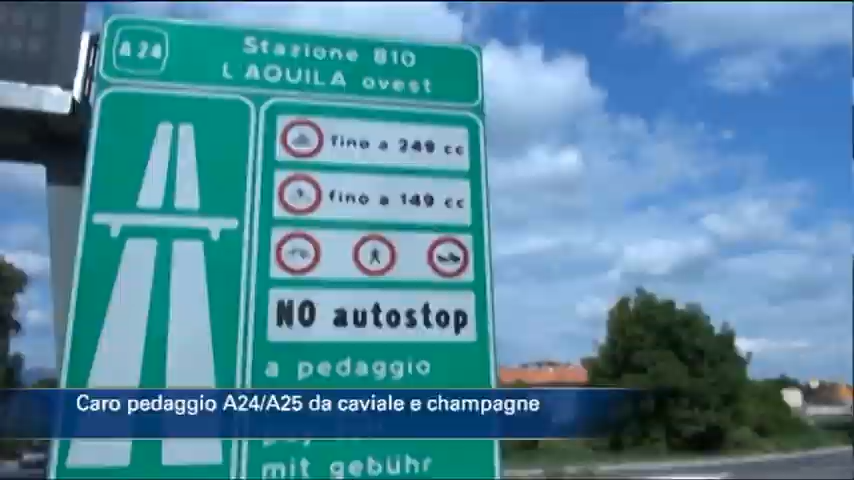 A 24
Stazione 810
L'AQUILA ovest
fino a 249 cc
fino a 149 cc
NO autostop
a pedaggio
Caro pedaggio A24/A25 da caviale e champagne
mit gebühr